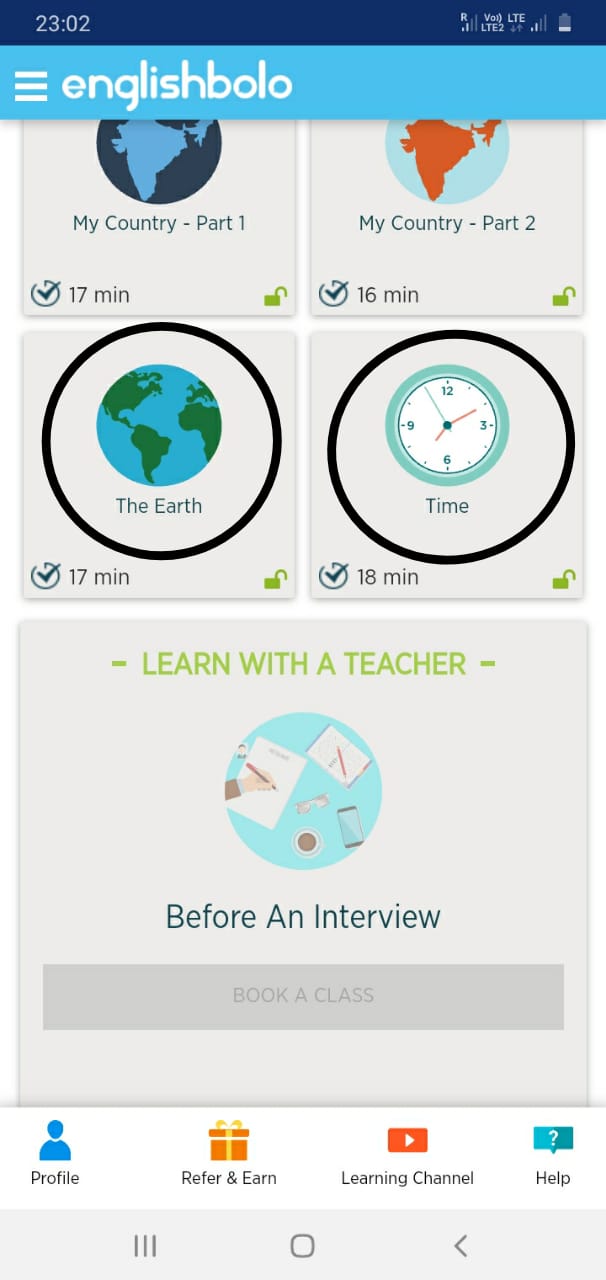 23:02
R Vo) LTE
LTE2
englishbolo
My Country - Part 1
My Country - Part 2
17 min
16 min
12
9
3
6
The Earth
Time
17 min
18 min
- LEARN WITH A TEACHER -
RESUME
Before An Interview
BOOK A CLASS
?
Profile
Refer & Earn
Learning Channel
Help